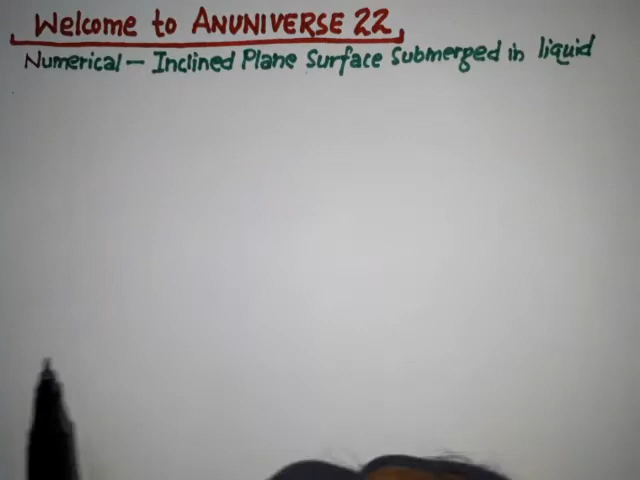 Welcome to ANUNIVERSE 22
Numerical - Inclined Plane Surface Submerged in liquid